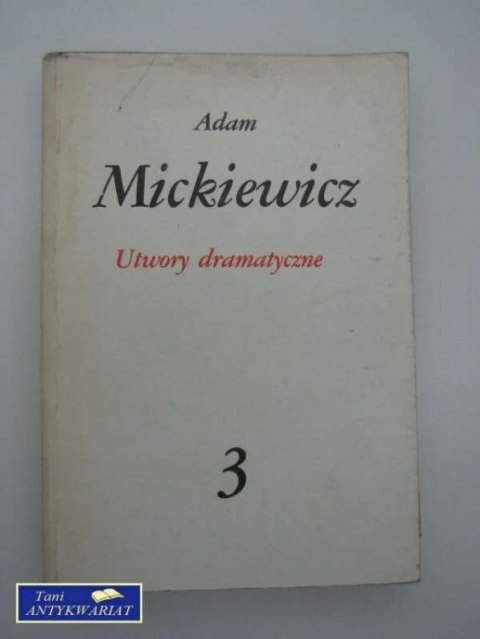 Adam
Mickiewicz
Utwory dramatyczne
3
Tani
ANTYKWARIAT